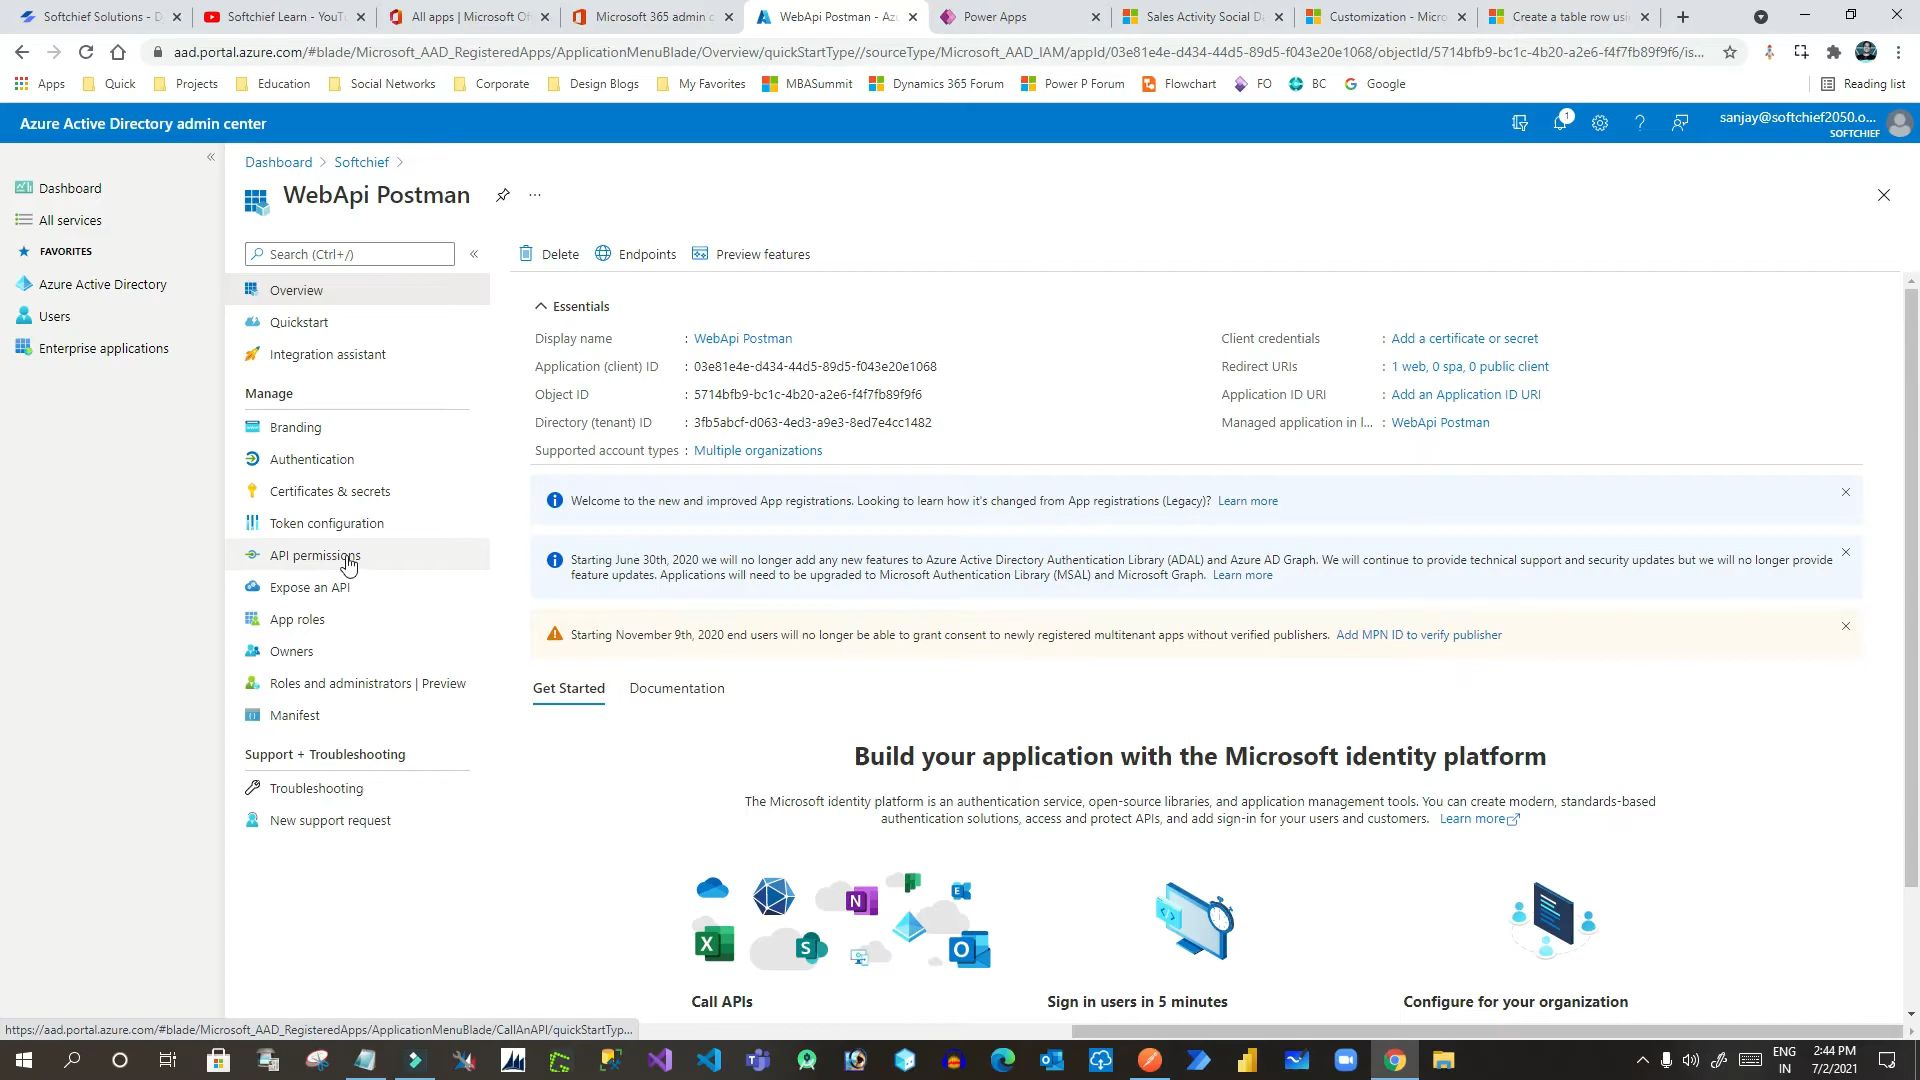 Softchief Solutions - D
Softchief Learn - YouT
All apps | Microsoft Of
Microsoft 365 admin c
WebApi Postman - Az
Power Apps
Sales Activity Social D
Customization - Micro
Create a table row usi
aad.portal.azure.com/#blade/Microsoft_AAD_RegisteredApps/ApplicationMenuBlade/Overview/quickStartType//sourceType/Microsoft_AAD_IAM/appId/03e81e4e-d434-44d5-89d5-f043e20e1068/objectId/5714bfb9-bc1c-4b20-a2e6-f4f7fb89f9f6/is...
Apps Quick Projects Education Social Networks Corporate Design Blogs My Favorites MBASummit Dynamics 365 Forum Power P Forum Flowchart FO BC Google Reading list
Azure Active Directory admin center
1
sanjay@softchief2050.o...
SOFTCHIEF
Dashboard
All services
FAVORITES
Azure Active Directory
Users
Enterprise applications
Dashboard > Softchief >
WebApi Postman ...
Search (Ctrl+/)
Overview
Quickstart
Integration assistant
Manage
Branding
Authentication
Certificates & secrets
Token configuration
API permissions
Expose an API
App roles
Owners
Roles and administrators | Preview
Manifest
Support + Troubleshooting
Troubleshooting
New support request
Delete Endpoints Preview features
Essentials
Display name : WebApi Postman
Application (client) ID : 03e81e4e-d434-44d5-89d5-f043e20e1068
Object ID : 5714bfb9-bc1c-4b20-a2e6-f4f7fb89f9f6
Directory (tenant) ID : 3fb5abcf-d063-4ed3-a9e3-8ed7e4cc1482
Supported account types : Multiple organizations
Client credentials : Add a certificate or secret
Redirect URIs : 1 web, 0 spa, 0 public client
Application ID URI : Add an Application ID URI
Managed application in l... : WebApi Postman
Welcome to the new and improved App registrations. Looking to learn how it's changed from App registrations (Legacy)? Learn more
Starting June 30th, 2020 we will no longer add any new features to Azure Active Directory Authentication Library (ADAL) and Azure AD Graph. We will continue to provide technical support and security updates but we will no longer provide
feature updates. Applications will need to be upgraded to Microsoft Authentication Library (MSAL) and Microsoft Graph. Learn more
Starting November 9th, 2020 end users will no longer be able to grant consent to newly registered multitenant apps without verified publishers. Add MPN ID to verify publisher
Get Started Documentation
Build your application with the Microsoft identity platform
The Microsoft identity platform is an authentication service, open-source libraries, and application management tools. You can create modern, standards-based
authentication solutions, access and protect APIs, and add sign-in for your users and customers. Learn more
Call APIs
Sign in users in 5 minutes
Configure for your organization
https://aad.portal.azure.com/#blade/Microsoft_AAD_RegisteredApps/ApplicationMenuBlade/CallAnAPI/quickStartTyp...
ENG
IN
2:44 PM
7/2/2021